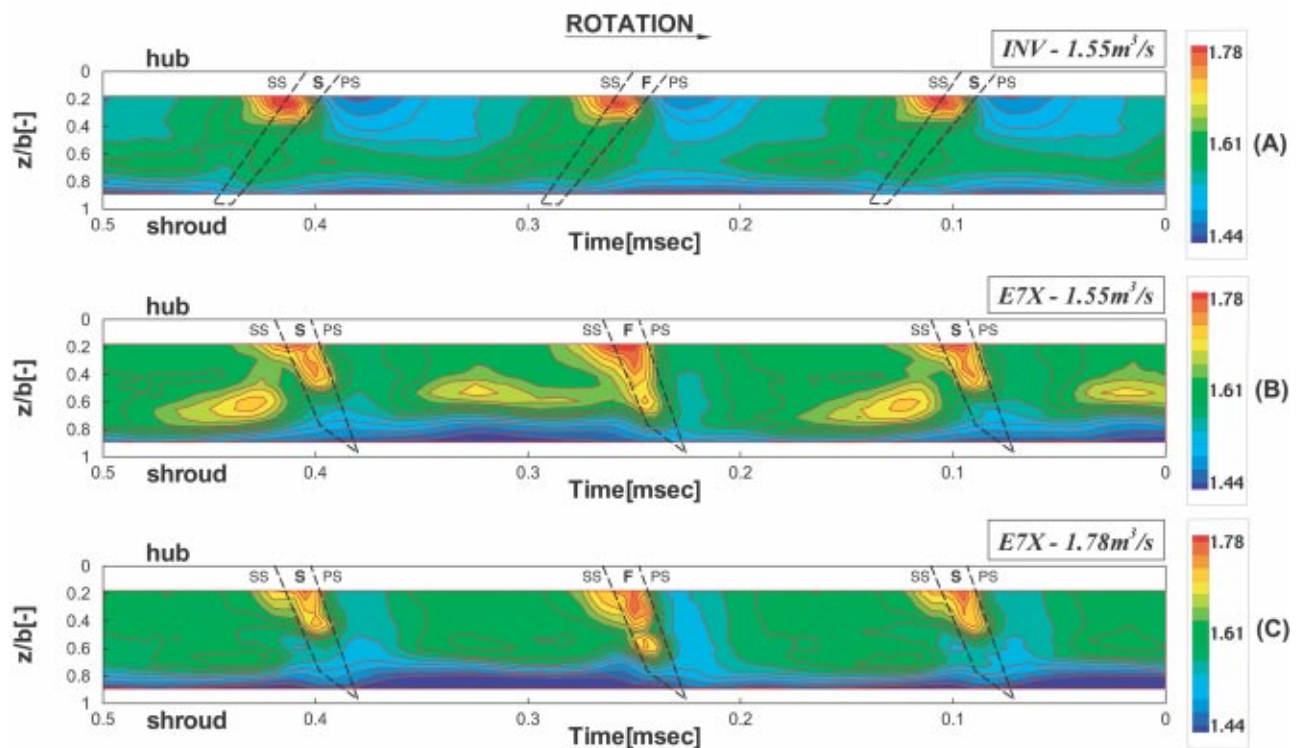 ROTATION
INV - 1.55m³/s
hub
SS S PS SS F PS SS S PS
z/b[-]
0
0.2
0.4
0.6
0.8
1
0.5 0.4 0.3 0.2 0.1 0
shroud
Time[msec]
1.78
1.61
1.44
(A)
E7X - 1.55m³/s
hub
SS S PS SS F PS SS S PS
z/b[-]
0
0.2
0.4
0.6
0.8
1
0.5 0.4 0.3 0.2 0.1 0
shroud
Time[msec]
1.78
1.61
1.44
(B)
E7X - 1.78m³/s
hub
SS S PS SS F PS SS S PS
z/b[-]
0
0.2
0.4
0.6
0.8
1
0.5 0.4 0.3 0.2 0.1 0
shroud
Time[msec]
1.78
1.61
1.44
(C)